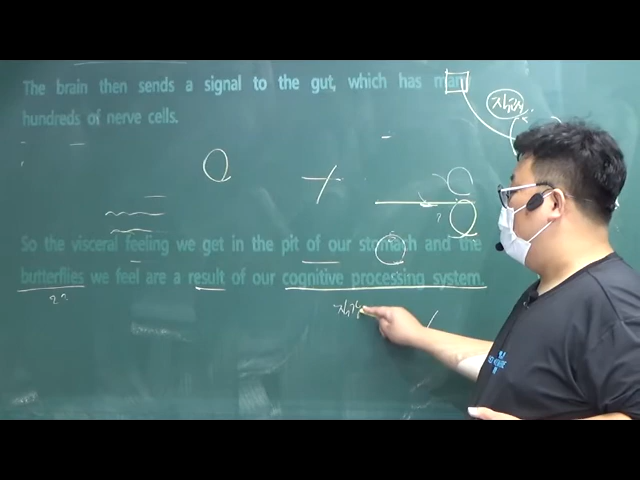 The brain then sends a signal to the gut, which has many
hundreds of nerve cells.
So the visceral feeling we get in the pit of our stomach and the
butterflies we feel are a result of our cognitive processing system.
??